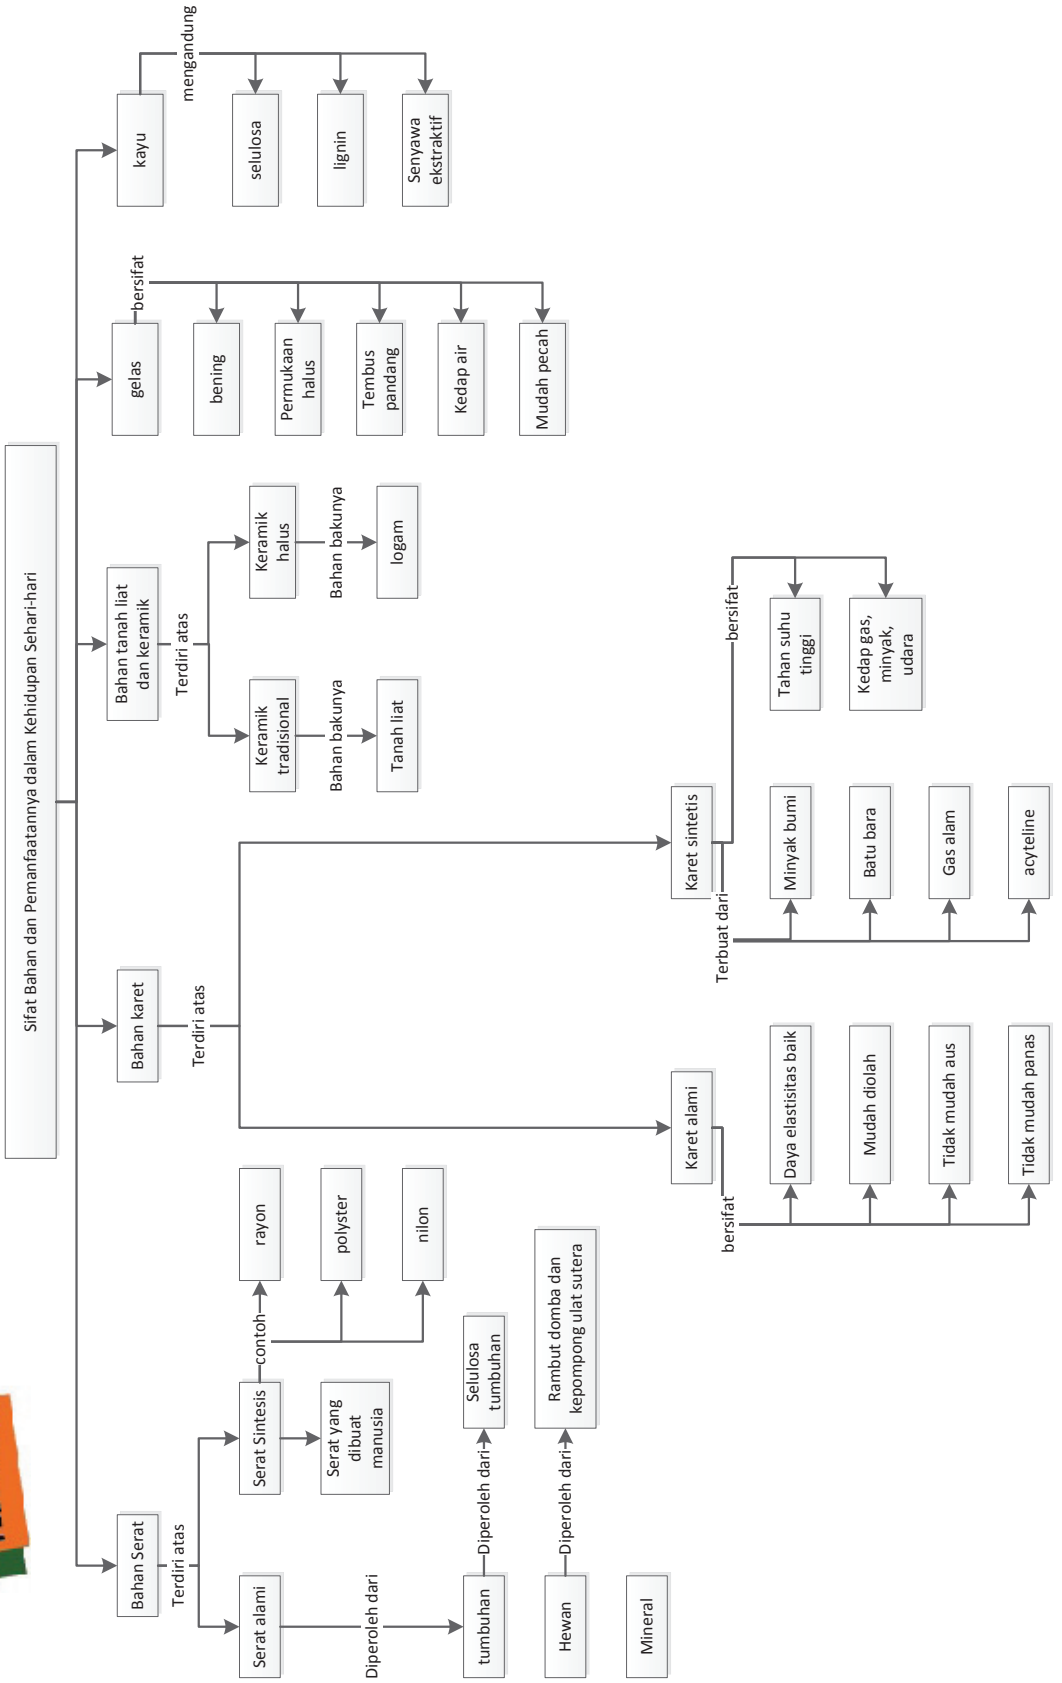 Sifat Bahan dan Pemanfaatannya dalam Kehidupan Sehari-hari
Bahan Serat
Terdiri atas
Serat alami
Diperoleh dari
tumbuhan
Diperoleh dari
Selulosa
tumbuhan
Hewan
Diperoleh dari
Rambut domba dan
kepompong ulat sutera
Mineral
Serat Sintesis
Serat yang
dibuat
manusia
contoh
rayon
polyster
nilon
Bahan karet
Terdiri atas
Karet alami
bersifat
Daya elastisitas baik
Mudah diolah
Tidak mudah aus
Tidak mudah panas
Karet sintetis
Terbuat dari
Minyak bumi
Batu bara
Gas alam
acyteline
bersifat
Tahan suhu
tinggi
Kedap gas,
minyak,
udara
Bahan tanah liat
dan keramik
Terdiri atas
Keramik
tradisional
Bahan bakunya
Tanah liat
Keramik
halus
Bahan bakunya
logam
gelas
bersifat
bening
Permukaan
halus
Tembus
pandang
Kedap air
Mudah pecah
kayu
mengandung
selulosa
lignin
Senyawa
ekstraktif